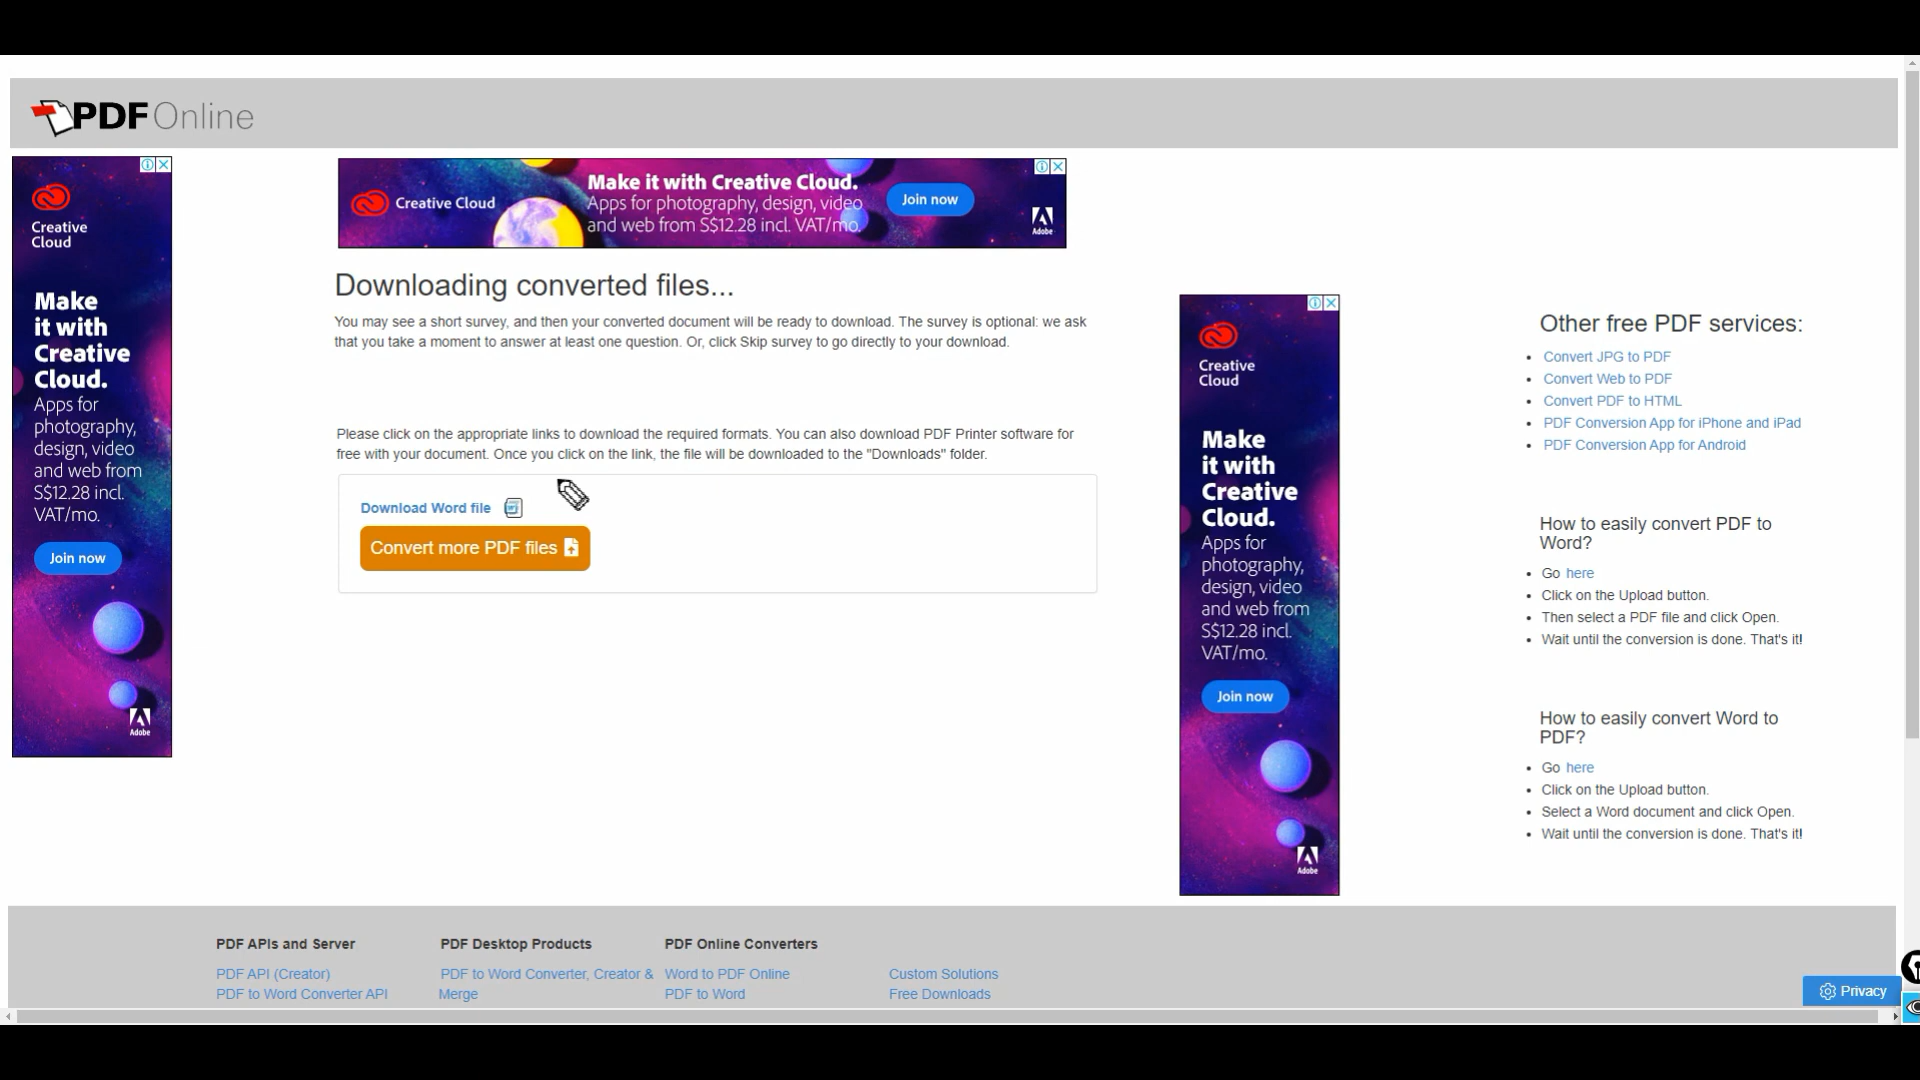 PDF Online
Creative
Cloud
Make
it with
Creative
Cloud.
Apps for
photography,
design, video
and web from
S$12.28 incl.
VAT/mo.
Join now
Adobe
Creative Cloud
Make it with Creative Cloud.
Apps for photography, design, video
and web from S$12.28 incl. VAT/mo.
Join now
Adobe
Downloading converted files...
You may see a short survey, and then your converted document will be ready to download. The survey is optional: we ask
that you take a moment to answer at least one question. Or, click Skip survey to go directly to your download.
Please click on the appropriate links to download the required formats. You can also download PDF Printer software for
free with your document. Once you click on the link, the file will be downloaded to the "Downloads" folder.
Download Word file
Convert more PDF files
Creative
Cloud
Make
it with
Creative
Cloud.
Apps for
photography,
design, video
and web from
S$12.28 incl.
VAT/mo.
Join now
Adobe
Other free PDF services:
Convert JPG to PDF
Convert Web to PDF
Convert PDF to HTML
PDF Conversion App for iPhone and iPad
PDF Conversion App for Android
How to easily convert PDF to
Word?
Go here
Click on the Upload button.
Then select a PDF file and click Open.
Wait until the conversion is done. That's it!
How to easily convert Word to
PDF?
Go here
Click on the Upload button.
Select a Word document and click Open.
Wait until the conversion is done. That's it!
PDF APIs and Server
PDF API (Creator)
PDF to Word Converter API
PDF Desktop Products
PDF to Word Converter, Creator &
Merge
PDF Online Converters
Word to PDF Online
PDF to Word
Custom Solutions
Free Downloads
Privacy